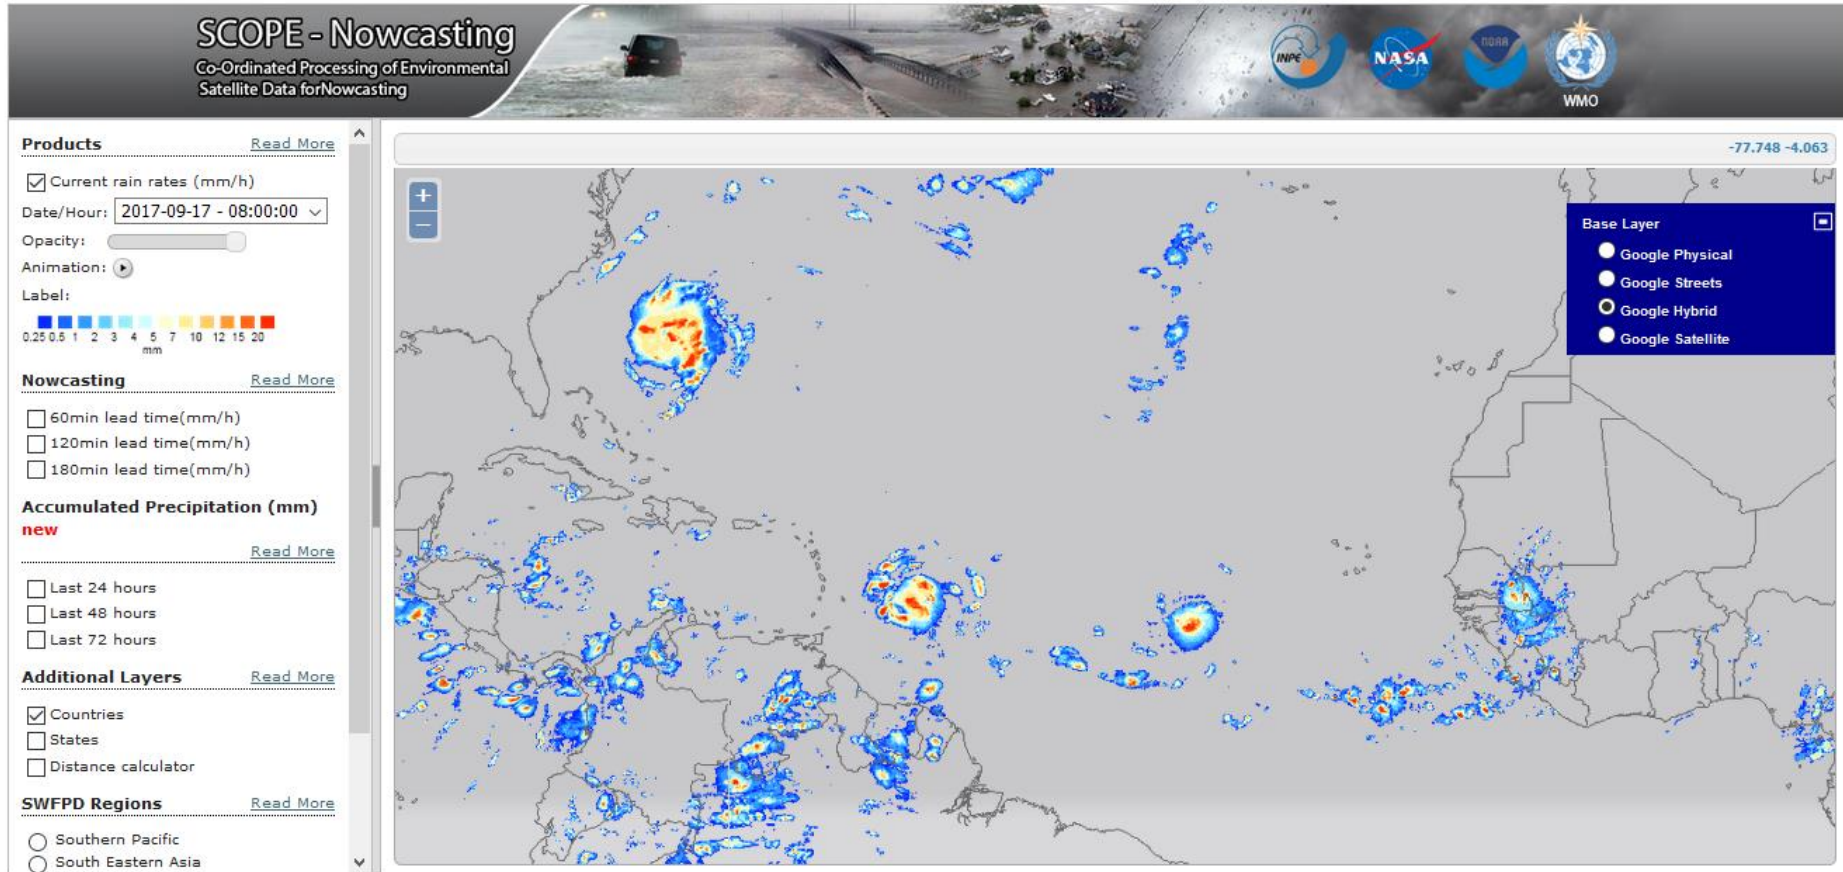 SCOPE - Nowcasting
Co-Ordinated Processing of Environmental
Satellite Data forNowcasting
INPE
NASA
NOAA
WMO
Products Read More
Current rain rates (mm/h)
Date/Hour: 2017-09-17 - 08:00:00
Opacity:
Animation:
Label:
0.25 0.5 1 2 3 4 5 7 10 12 15 20
mm
Nowcasting Read More
60min lead time(mm/h)
120min lead time(mm/h)
180min lead time(mm/h)
Accumulated Precipitation (mm)
new
Read More
Last 24 hours
Last 48 hours
Last 72 hours
Additional Layers Read More
Countries
States
Distance calculator
SWFPD Regions Read More
Southern Pacific
South Eastern Asia
-77.748 -4.063
+
−
Base Layer
Google Physical
Google Streets
Google Hybrid
Google Satellite